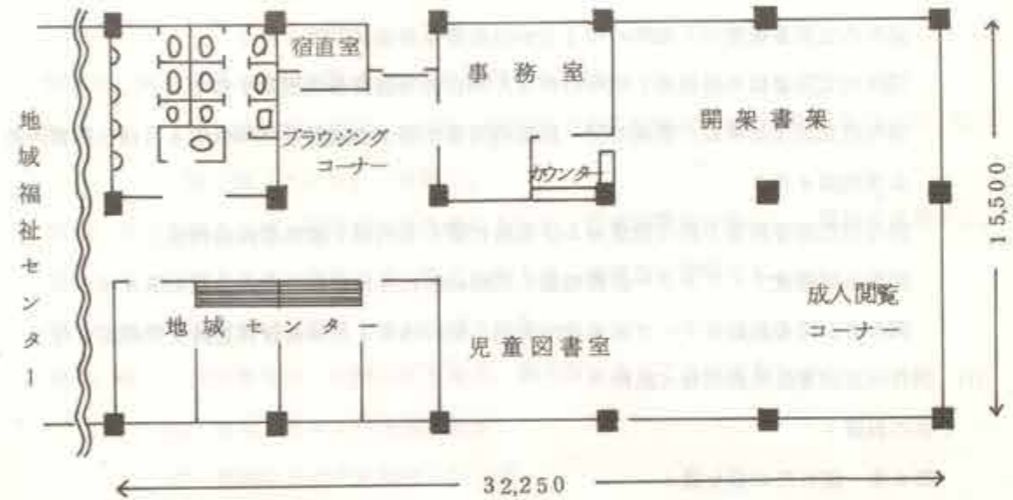 宿直室
事務室
開架書架
ブラウジング
コーナー
カウンター
地域福祉センター
15,500
成人閲覧
コーナー
地域センター
児童図書室
32,250